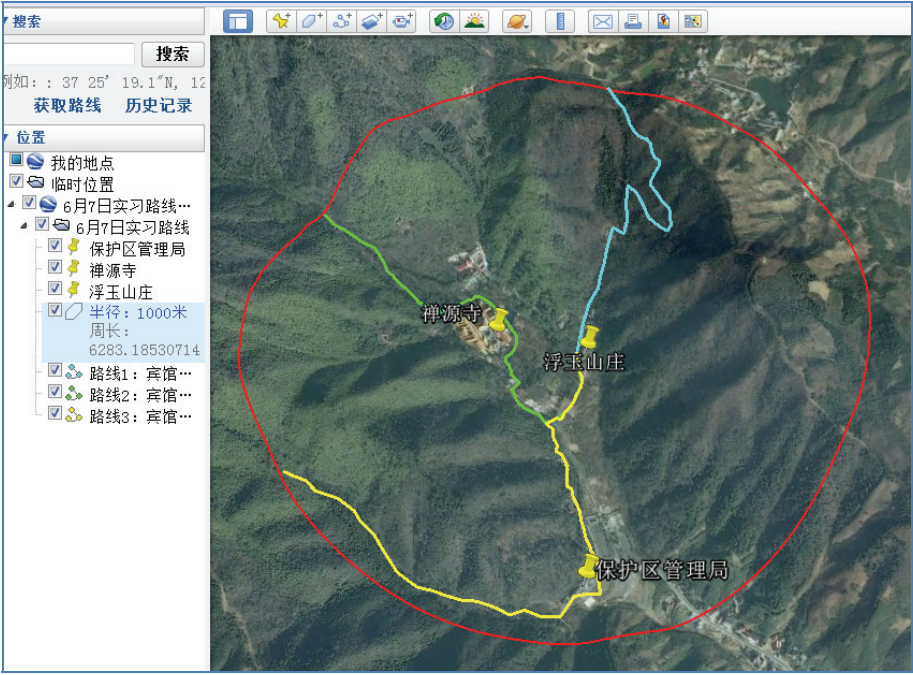 搜索
搜索
例如：: 37 25′ 19.1″N, 12
获取路线 历史记录
位置
我的地点
临时位置
6月7日实习路线…
6月7日实习路线
保护区管理局
禅源寺
浮玉山庄
半径：1000米
周长：
6283.18530714
路线1：宾馆…
路线2：宾馆…
路线3：宾馆…
禅源寺
浮玉山庄
保护区管理局